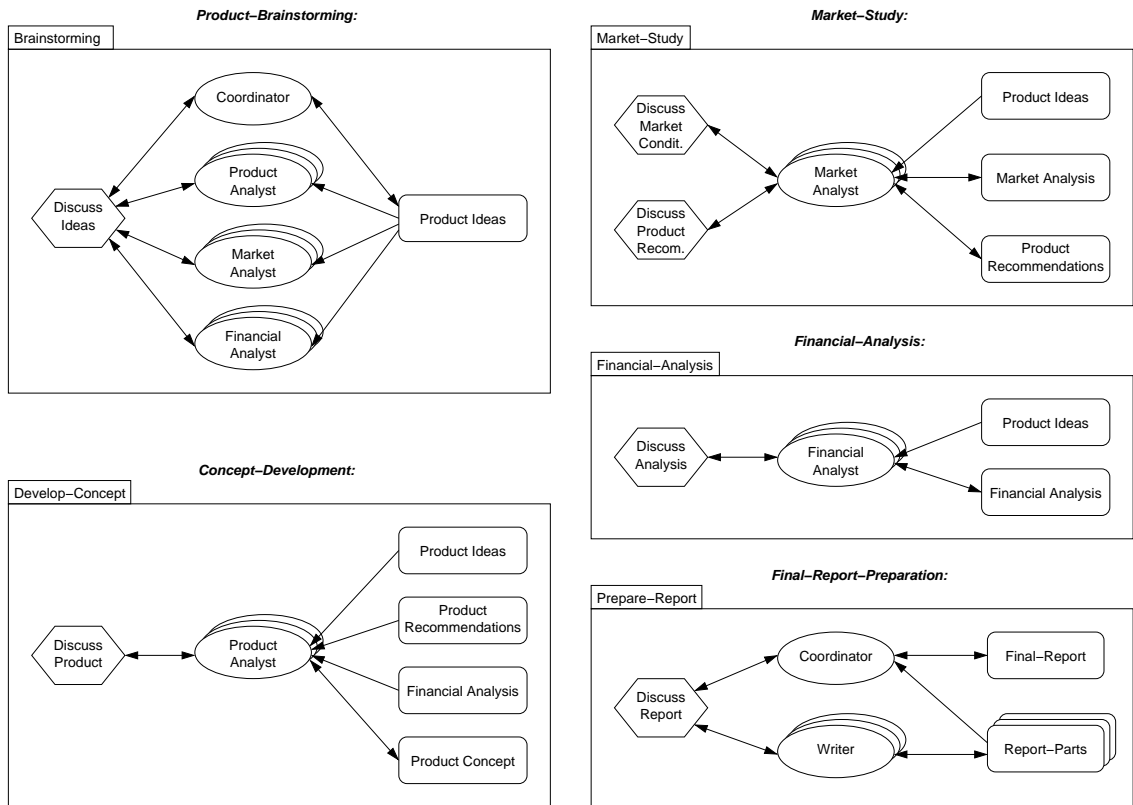 Product–Brainstorming:
Brainstorming
Coordinator
Product
Analyst
Discuss
Ideas
Product Ideas
Market
Analyst
Financial
Analyst
Concept–Development:
Develop–Concept
Product Ideas
Product
Recommendations
Discuss
Product
Product
Analyst
Financial Analysis
Product Concept
Market–Study:
Market–Study
Discuss
Market
Condit.
Product Ideas
Market
Analyst
Market Analysis
Discuss
Product
Recom.
Product
Recommendations
Financial–Analysis:
Financial–Analysis
Product Ideas
Discuss
Analysis
Financial
Analyst
Financial Analysis
Final–Report–Preparation:
Prepare–Report
Coordinator
Final–Report
Discuss
Report
Writer
Report–Parts